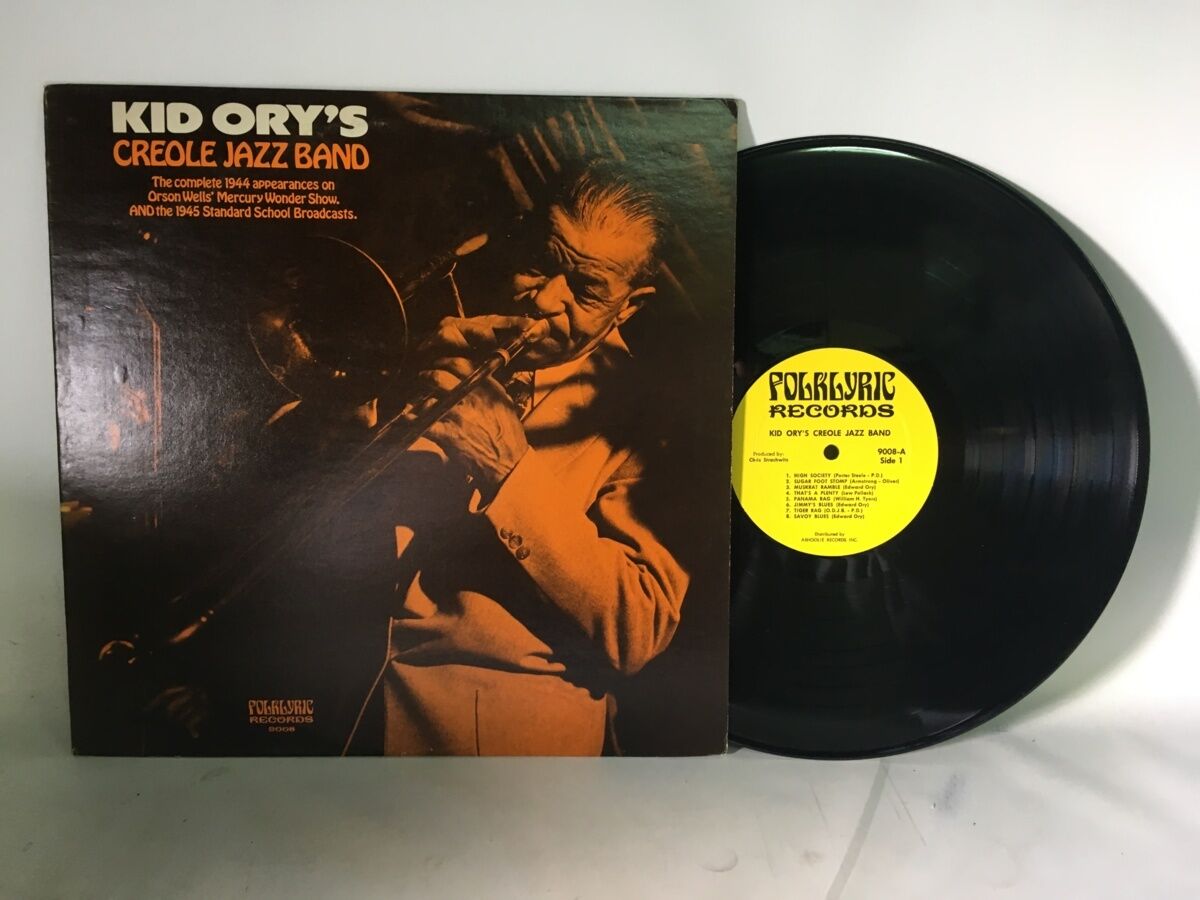 KID ORY'S
CREOLE JAZZ BAND
The complete 1944 appearances on
Orson Wells' Mercury Wonder Show.
AND the 1945 Standard School Broadcasts.
FOLKLYRIC
RECORDS
9008
FOLKLYRIC
RECORDS
KID ORY'S CREOLE JAZZ BAND
Produced by:
Chris Strachwitz
9008-A
Side 1
1. HIGH SOCIETY (Porter Steele - P.D.)
2. SUGAR FOOT STOMP (Armstrong - Oliver)
3. MUSKRAT RAMBLE (Edward Ory)
4. THAT'S A PLENTY (Lew Pollack)
5. PANAMA RAG (William H. Tyers)
6. JIMMY'S BLUES (Edward Ory)
7. TIGER RAG (O.D.J.B. - P.D.)
8. SAVOY BLUES (Edward Ory)
Distributed by
ARHOOLIE RECORDS, INC.